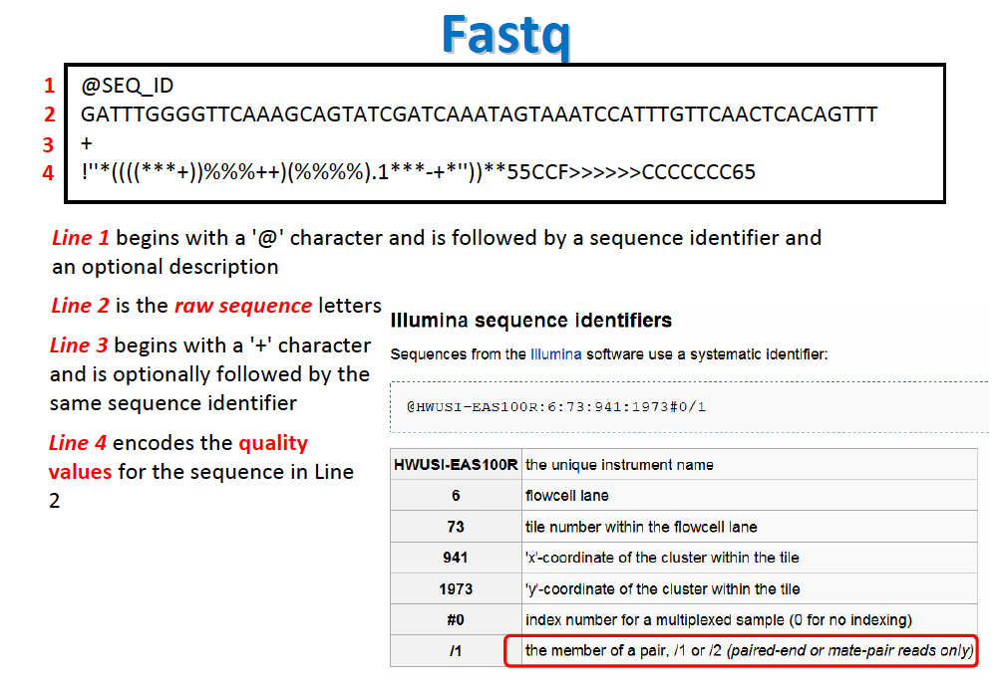 Fastq
1 @SEQ_ID
2 GATTTGGGGTTCAAAGCAGTATCGATCAAATAGTAAATCCATTTGTTCAACTCACAGTTT
3 +
4 !''*((((***+))%%%++)(%%%%).1***-+*''))**55CCF>>>>>>CCCCCCC65
Line 1 begins with a '@' character and is followed by a sequence identifier and
an optional description
Line 2 is the raw sequence letters
Line 3 begins with a '+' character
and is optionally followed by the
same sequence identifier
Line 4 encodes the quality
values for the sequence in Line
2
Illumina sequence identifiers
Sequences from the Illumina software use a systematic identifier:
@HWUSI-EAS100R:6:73:941:1973#0/1
HWUSI-EAS100R the unique instrument name
6 flowcell lane
73 tile number within the flowcell lane
941 'x'-coordinate of the cluster within the tile
1973 'y'-coordinate of the cluster within the tile
#0 index number for a multiplexed sample (0 for no indexing)
/1 the member of a pair, /1 or /2 (paired-end or mate-pair reads only)